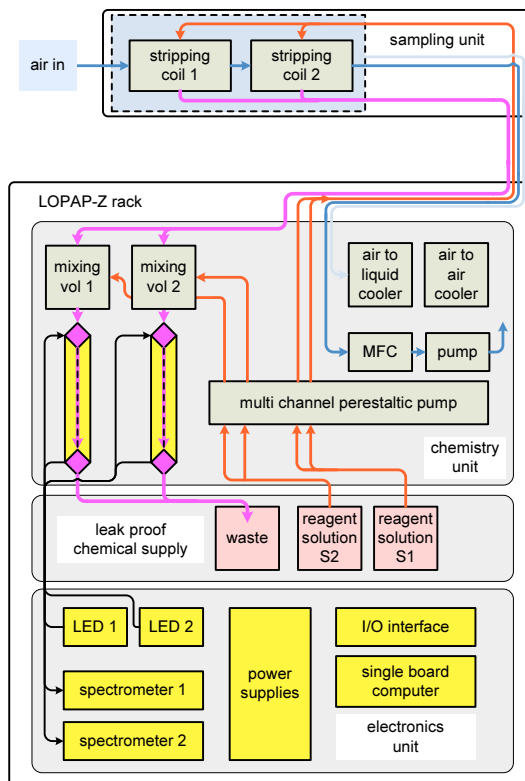 sampling unit
air in
stripping
coil 1
stripping
coil 2
LOPAP-Z rack
mixing
vol 1
mixing
vol 2
air to
liquid
cooler
air to
air
cooler
MFC
pump
multi channel perestaltic pump
chemistry
unit
leak proof
chemical supply
waste
reagent
solution
S2
reagent
solution
S1
LED 1
LED 2
power
supplies
I/O interface
spectrometer 1
single board
computer
spectrometer 2
electronics
unit